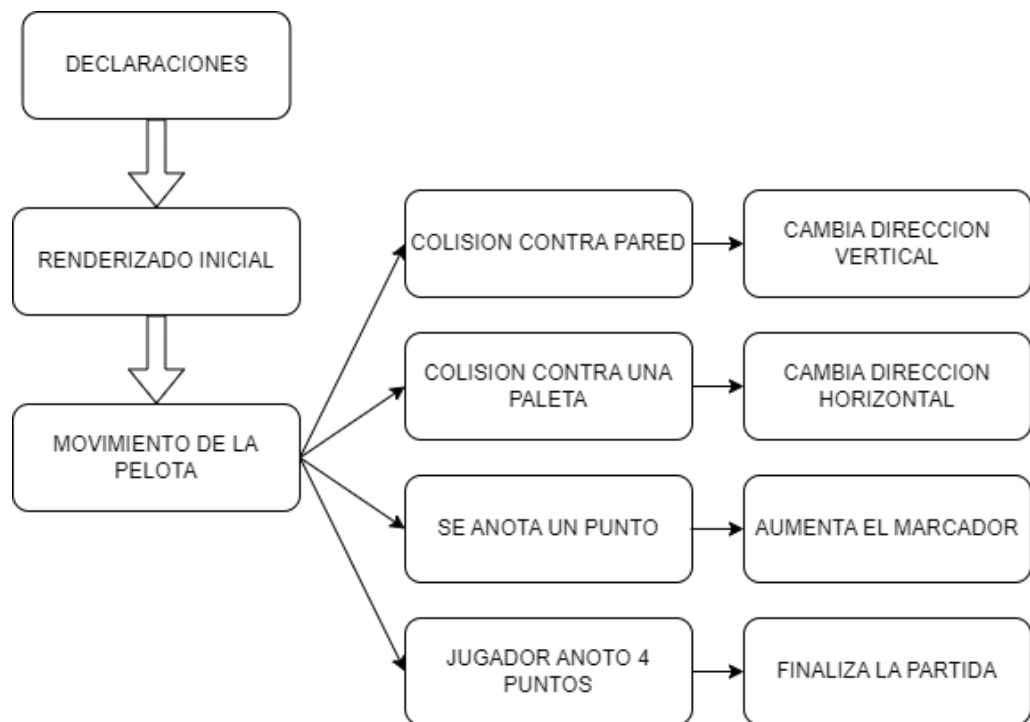 DECLARACIONES
RENDERIZADO INICIAL
MOVIMIENTO DE LA
PELOTA
COLISION CONTRA PARED
CAMBIA DIRECCION
VERTICAL
COLISION CONTRA UNA
PALETA
CAMBIA DIRECCION
HORIZONTAL
SE ANOTA UN PUNTO
AUMENTA EL MARCADOR
JUGADOR ANOTO 4
PUNTOS
FINALIZA LA PARTIDA